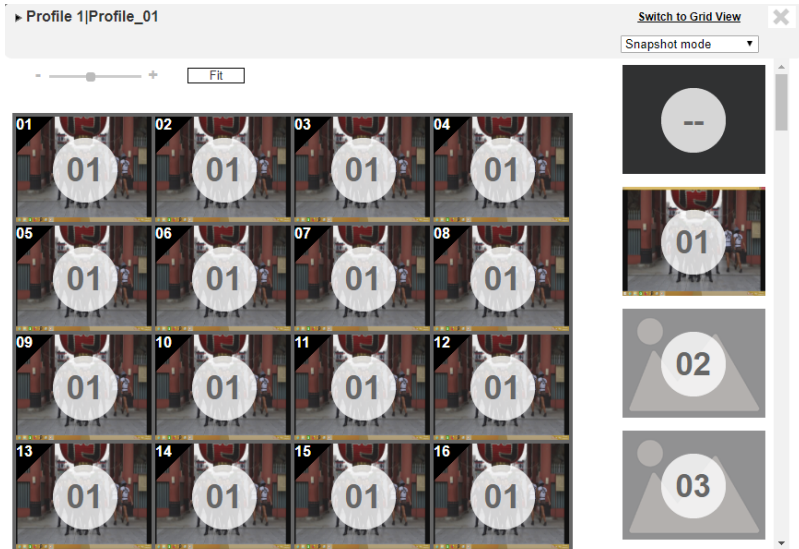 Profile 1|Profile_01
Switch to Grid View
Snapshot mode
- +
Fit
01 02 03 04
01 01 01 01
05 06 07 08
01 01 01 01
09 10 11 12
01 01 01 01
13 14 15 16
01 01 01 01
--
01
02
03